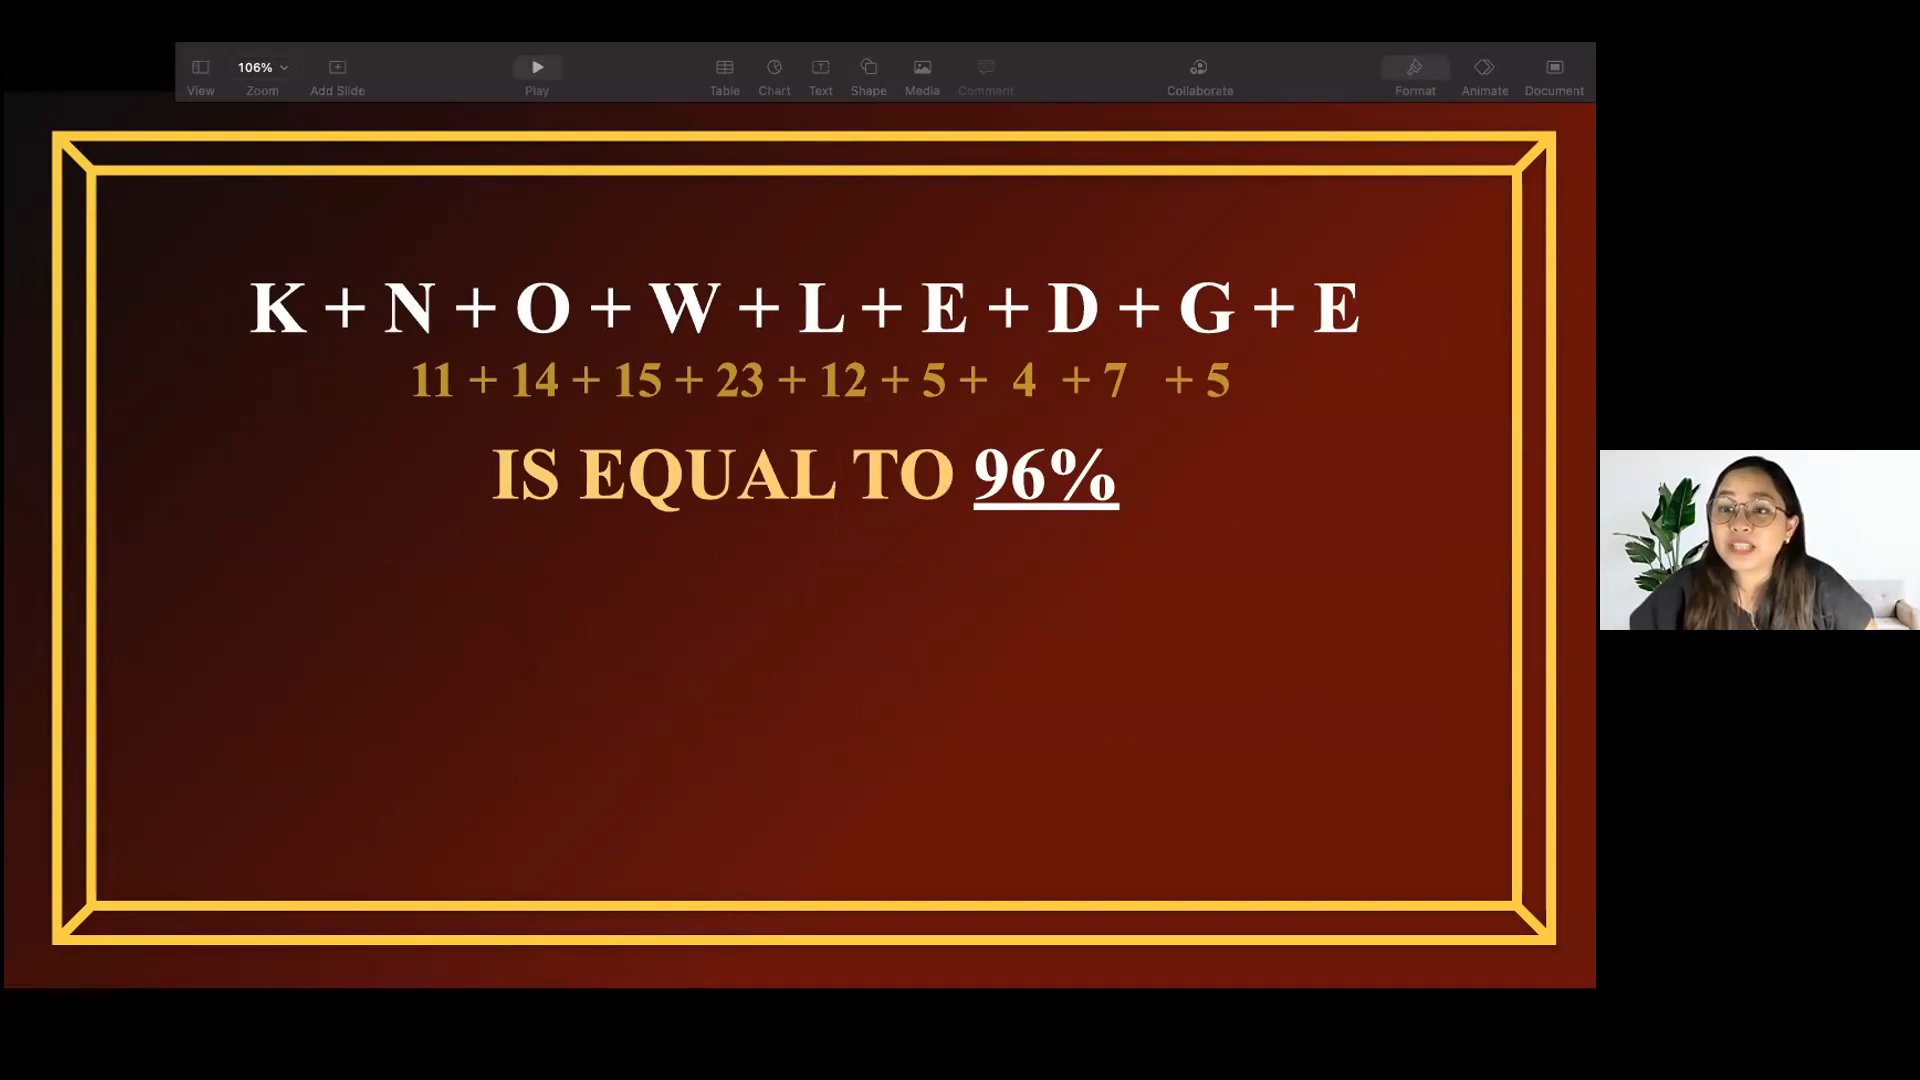 106%
View Zoom Add Slide Play Table Chart Text Shape Media Comment Collaborate Format Animate Document
K + N + O + W + L + E + D + G + E
11 + 14 + 15 + 23 + 12 + 5 + 4 + 7 + 5
IS EQUAL TO 96%